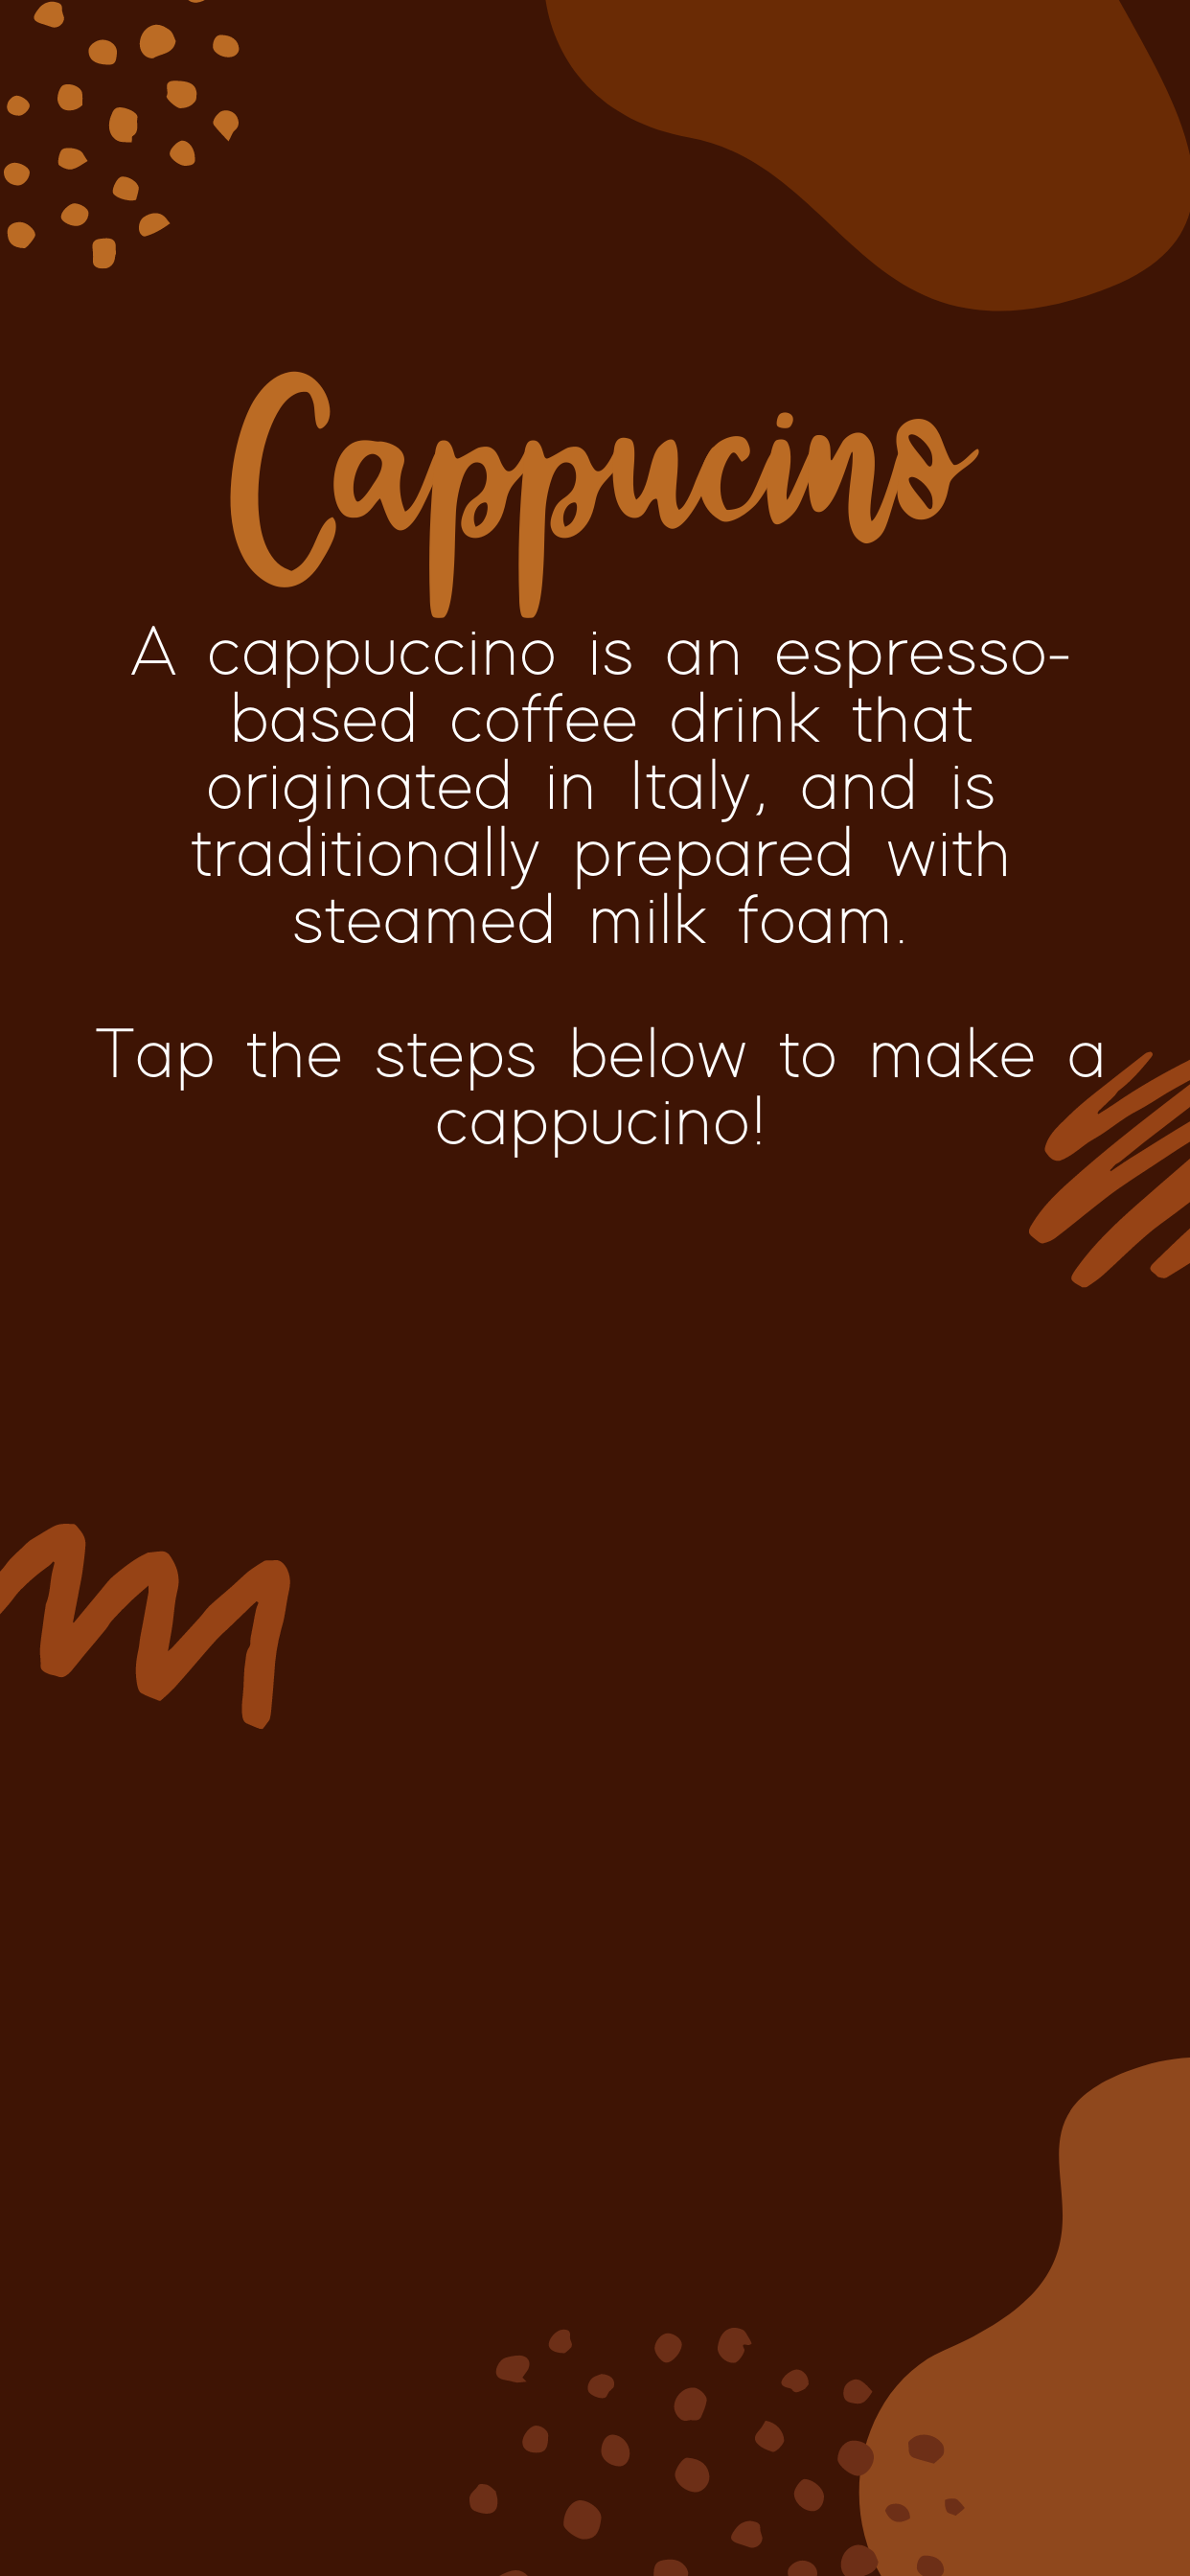 Cappucino
A cappuccino is an espresso-
based coffee drink that
originated in Italy, and is
traditionally prepared with
steamed milk foam.
Tap the steps below to make a
cappucino!